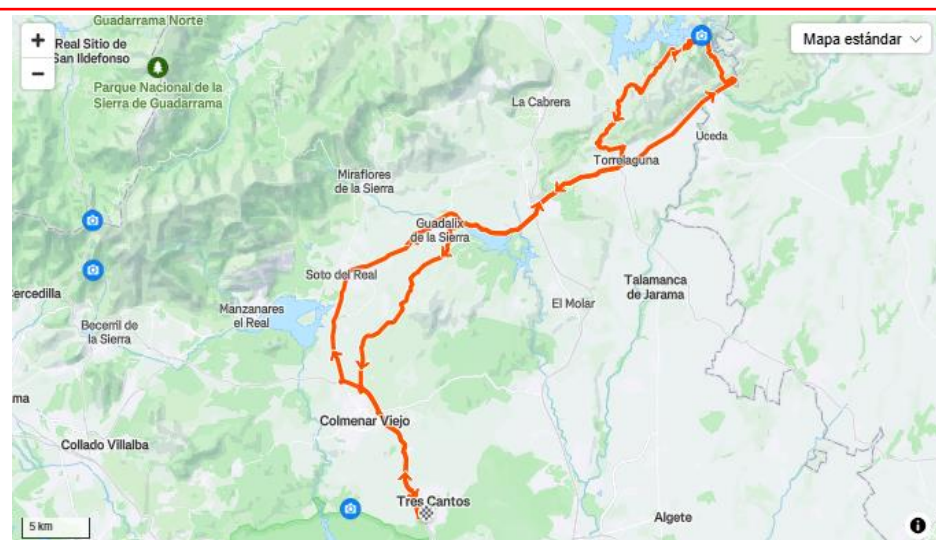 Guadarrama Norte
+
Real Sitio de
San Ildefonso
−
Mapa estándar
Parque Nacional de la
Sierra de Guadarrama
La Cabrera
Uceda
Torrelaguna
Miraflores
de la Sierra
Guadalix
de la Sierra
Soto del Real
Talamanca
de Jarama
Cercedilla
Manzanares
el Real
El Molar
Becerril de
la Sierra
ma
Colmenar Viejo
Collado Villalba
Tres Cantos
Algete
5 km